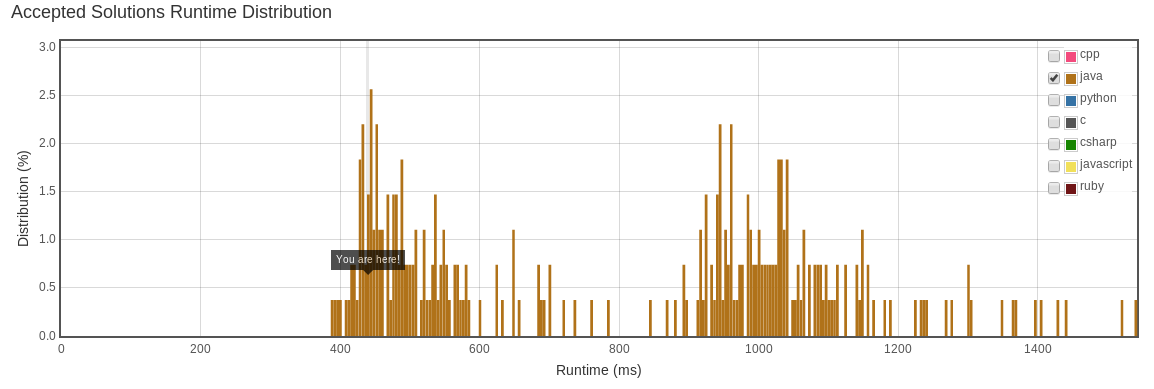 Accepted Solutions Runtime Distribution
3.0
2.5
2.0
1.5
1.0
0.5
0.0
Distribution (%)
You are here!
cpp
java
python
c
csharp
javascript
ruby
0 200 400 600 800 1000 1200 1400
Runtime (ms)